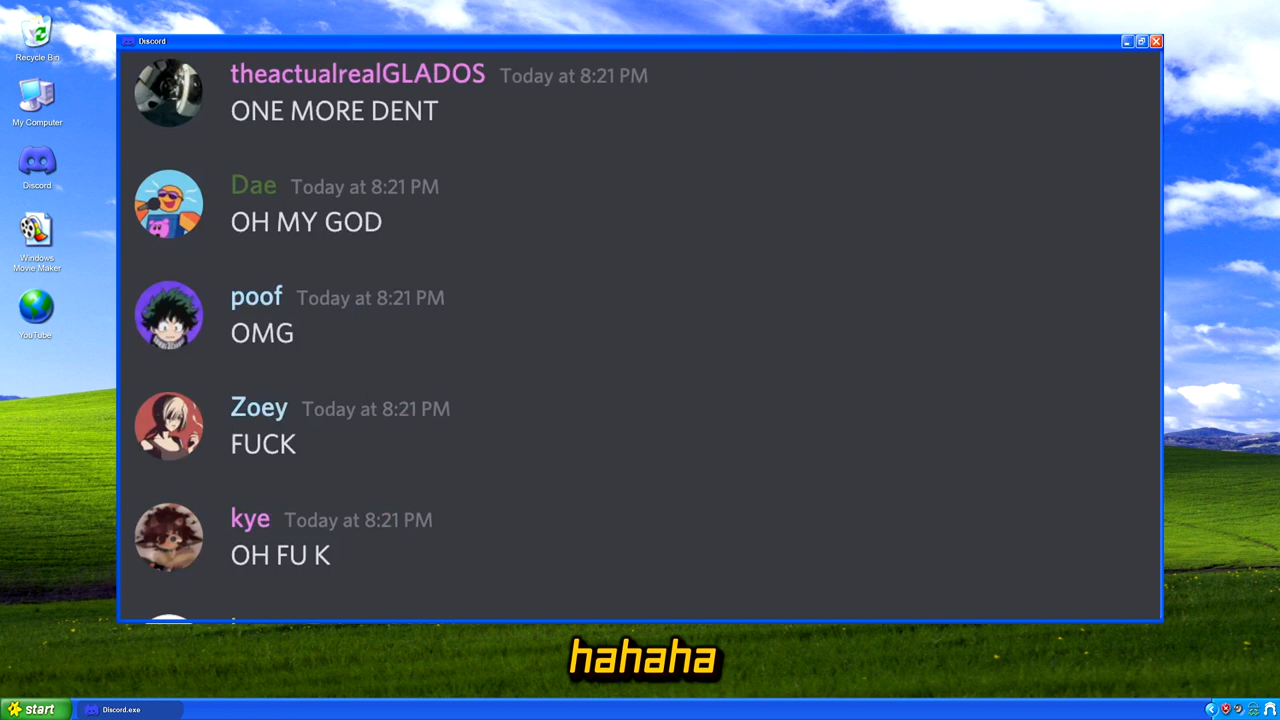 Recycle Bin
My Computer
Discord
Windows
Movie Maker
YouTube
Discord
theactualrealGLADOS Today at 8:21 PM
ONE MORE DENT
Dae Today at 8:21 PM
OH MY GOD
poof Today at 8:21 PM
OMG
Zoey Today at 8:21 PM
FUCK
kye Today at 8:21 PM
OH FU K
hahaha
start
Discord.exe